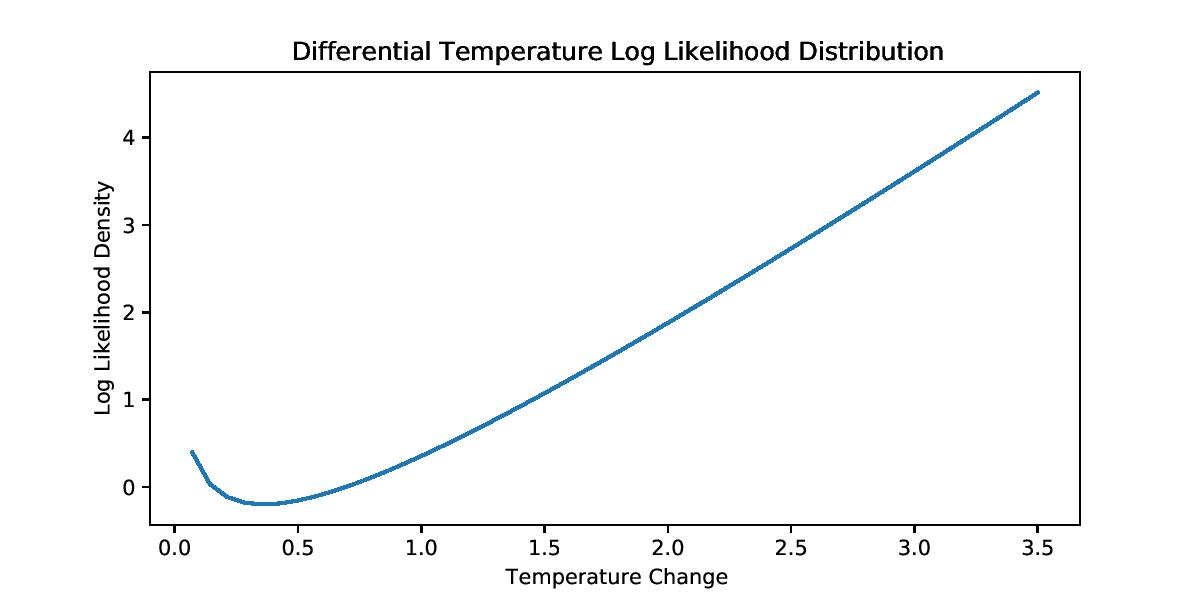 Differential Temperature Log Likelihood Distribution
Log Likelihood Density
4
3
2
1
0
0.0 0.5 1.0 1.5 2.0 2.5 3.0 3.5
Temperature Change